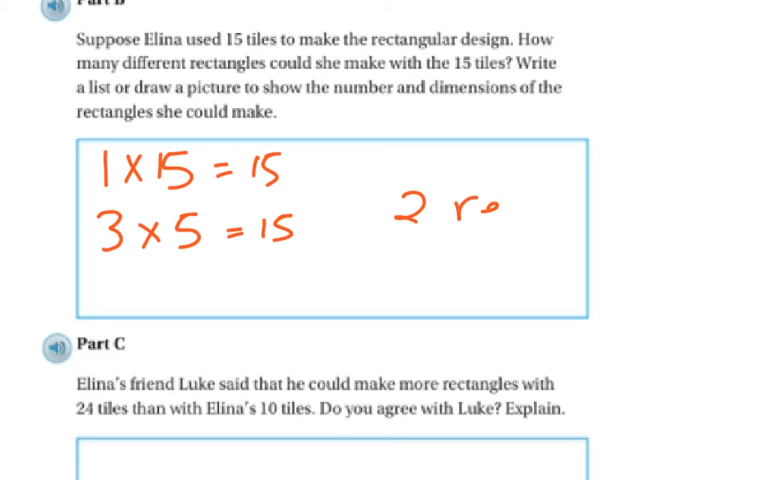 Part B
Suppose Elina used 15 tiles to make the rectangular design. How
many different rectangles could she make with the 15 tiles? Write
a list or draw a picture to show the number and dimensions of the
rectangles she could make.
1 × 15 = 15
3 × 5 = 15
2 re
Part C
Elina's friend Luke said that he could make more rectangles with
24 tiles than with Elina's 10 tiles. Do you agree with Luke? Explain.